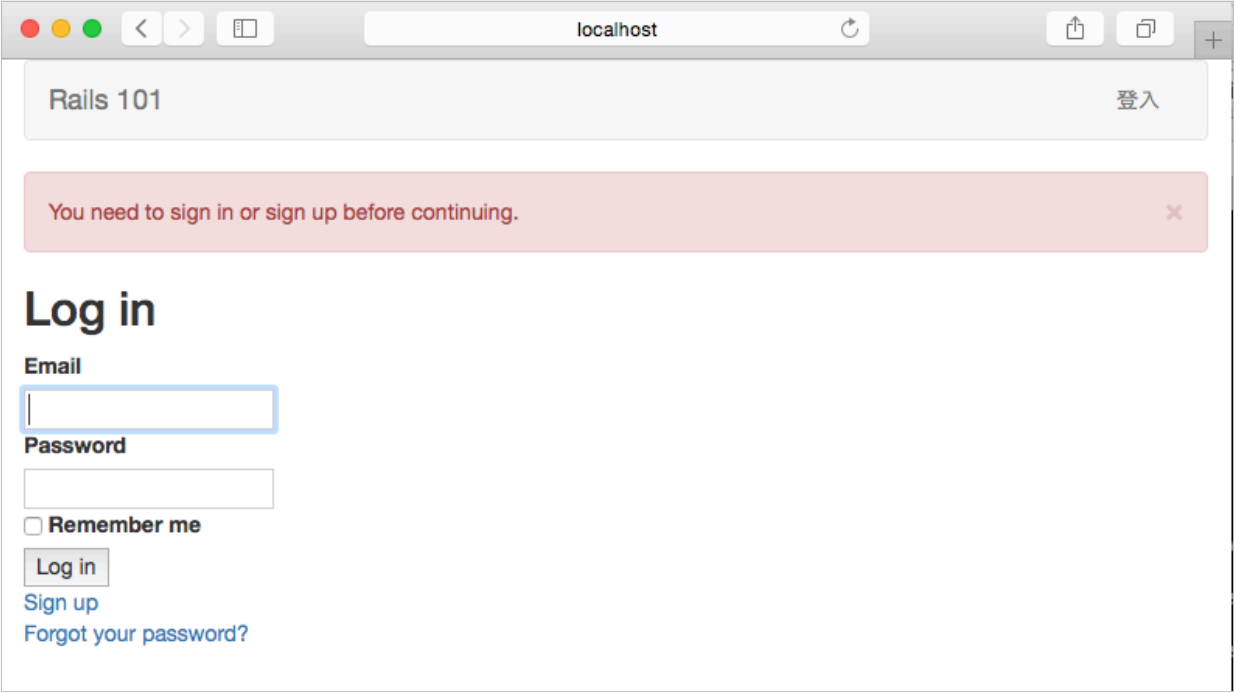 localhost
Rails 101 登入
You need to sign in or sign up before continuing. ×
Log in
Email
Password
Remember me
Log in
Sign up
Forgot your password?